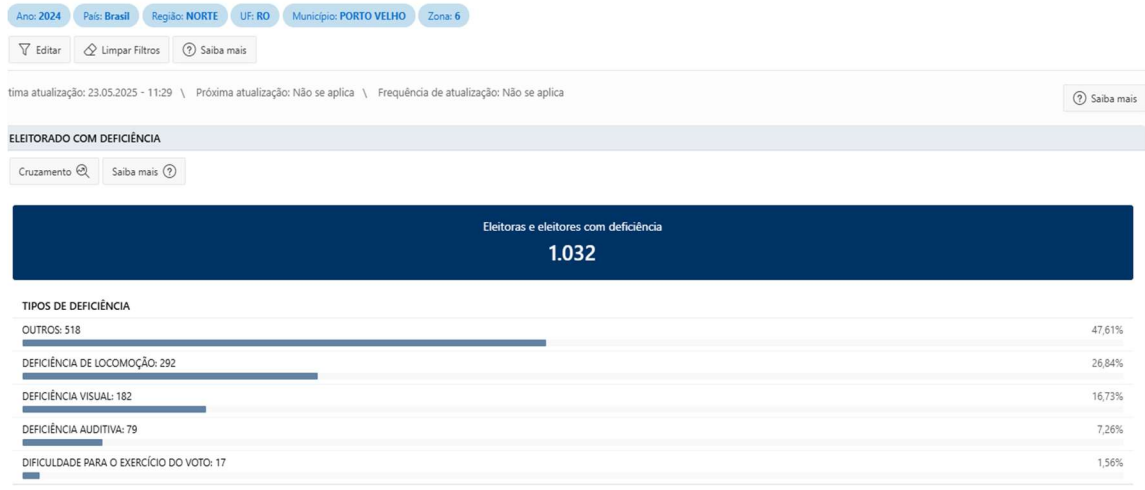 Ano: 2024 País: Brasil Região: NORTE UF: RO Município: PORTO VELHO Zona: 6
Editar Limpar Filtros Saiba mais
tima atualização: 23.05.2025 - 11:29 \ Próxima atualização: Não se aplica \ Frequência de atualização: Não se aplica
Saiba mais
ELEITORADO COM DEFICIÊNCIA
Cruzamento Saiba mais
Eleitoras e eleitores com deficiência
1.032
TIPOS DE DEFICIÊNCIA
OUTROS: 518 47,61%
DEFICIÊNCIA DE LOCOMOÇÃO: 292 26,84%
DEFICIÊNCIA VISUAL: 182 16,73%
DEFICIÊNCIA AUDITIVA: 79 7,26%
DIFICULDADE PARA O EXERCÍCIO DO VOTO: 17 1,56%